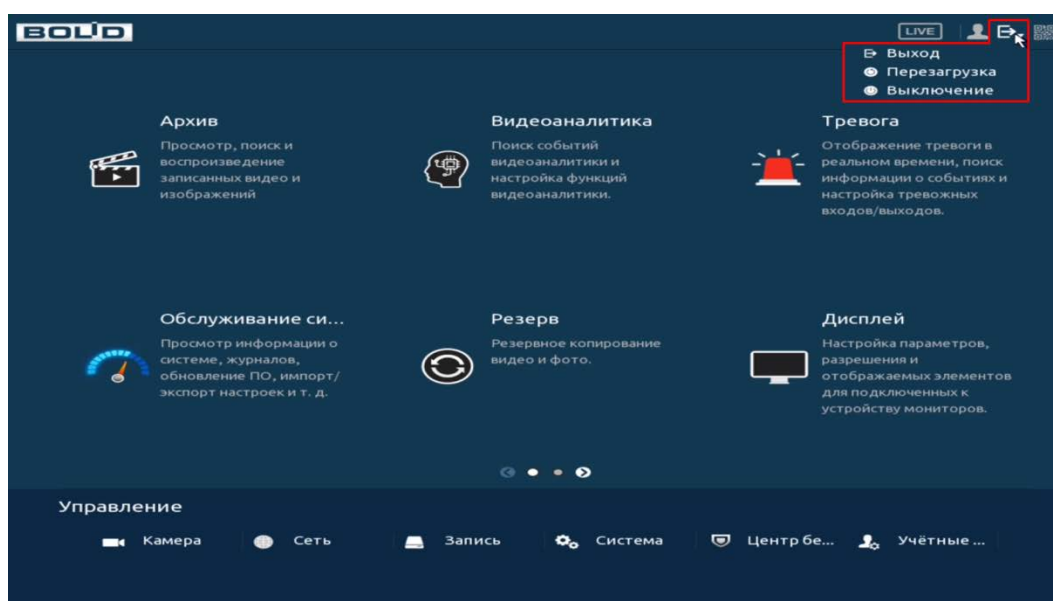 BOLID
LIVE
Выход
Перезагрузка
Выключение
Архив
Просмотр, поиск и
воспроизведение
записанных видео и
изображений
Видеоаналитика
Поиск событий
видеоаналитики и
настройка функций
видеоаналитики.
Тревога
Отображение тревоги в
реальном времени, поиск
информации о событиях и
настройка тревожных
входов/выходов.
Обслуживание си...
Просмотр информации о
системе, журналов,
обновление ПО, импорт/
экспорт настроек и т. д.
Резерв
Резервное копирование
видео и фото.
Дисплей
Настройка параметров,
разрешения и
отображаемых элементов
для подключенных к
устройству мониторов.
Управление
Камера Сеть Запись Система Центр бе... Учётные ...